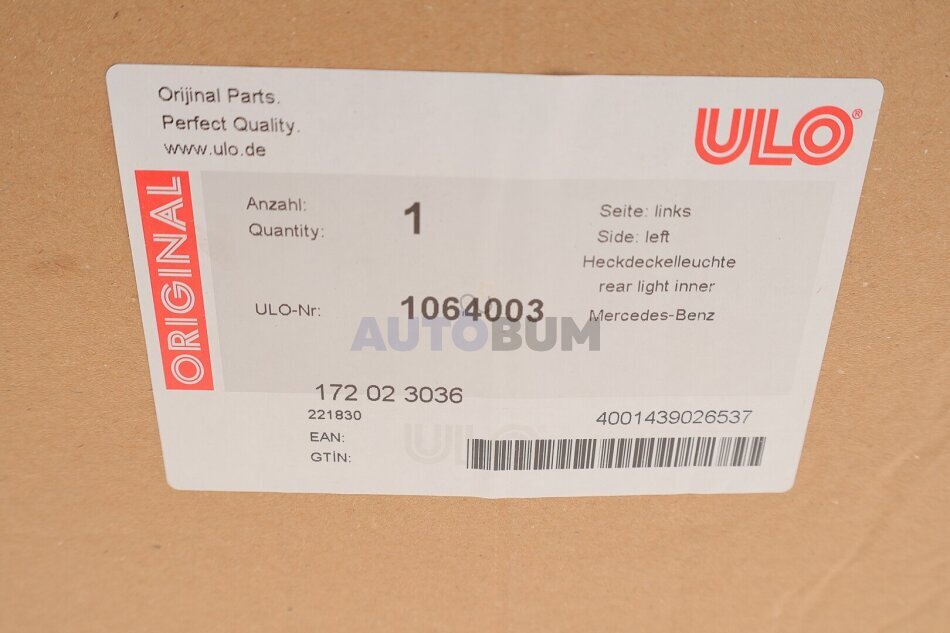 Orijinal Parts.
Perfect Quality.
www.ulo.de
ULO®
ORIGINAL
Anzahl:
Quantity:
1
Seite: links
Side: left
Heckdeckelleuchte
rear light inner
Mercedes-Benz
ULO-Nr:
1064003
AUTOBUM
172 02 3036
221830
EAN:
GTİN:
ULO
4001439026537